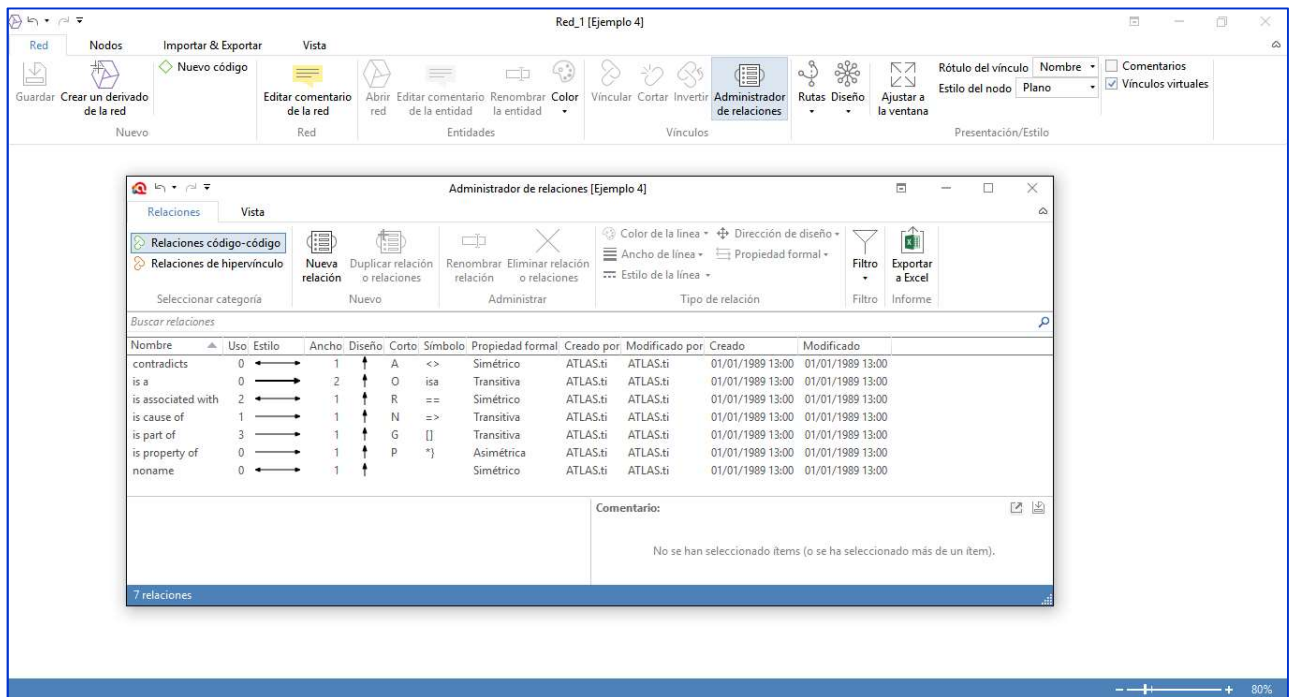 Red_1 [Ejemplo 4]
Red Nodos Importar & Exportar Vista
Guardar Crear un derivado de la red
Nuevo código
Nuevo
Editar comentario de la red
Red
Abrir red Editar comentario de la entidad Renombrar la entidad Color
Entidades
Vincular Cortar Invertir Administrador de relaciones
Vínculos
Rutas Diseño Ajustar a la ventana
Rótulo del vínculo Nombre
Estilo del nodo Plano
Comentarios
Vínculos virtuales
Presentación/Estilo
Administrador de relaciones [Ejemplo 4]
Relaciones Vista
Relaciones código-código
Relaciones de hipervínculo
Seleccionar categoría
Nueva relación Duplicar relación o relaciones
Nuevo
Renombrar relación Eliminar relación o relaciones
Administrar
Color de la línea Dirección de diseño
Ancho de línea Propiedad formal
Estilo de la línea
Tipo de relación
Filtro
Filtro
Exportar a Excel
Informe
Buscar relaciones
Nombre Uso Estilo Ancho Diseño Corto Símbolo Propiedad formal Creado por Modificado por Creado Modificado
contradicts 0 1 A <> Simétrico ATLAS.ti ATLAS.ti 01/01/1989 13:00 01/01/1989 13:00
is a 0 2 O isa Transitiva ATLAS.ti ATLAS.ti 01/01/1989 13:00 01/01/1989 13:00
is associated with 2 1 R == Simétrico ATLAS.ti ATLAS.ti 01/01/1989 13:00 01/01/1989 13:00
is cause of 1 1 N => Transitiva ATLAS.ti ATLAS.ti 01/01/1989 13:00 01/01/1989 13:00
is part of 3 1 G [] Transitiva ATLAS.ti ATLAS.ti 01/01/1989 13:00 01/01/1989 13:00
is property of 0 1 P *} Asimétrica ATLAS.ti ATLAS.ti 01/01/1989 13:00 01/01/1989 13:00
noname 0 1 Simétrico ATLAS.ti ATLAS.ti 01/01/1989 13:00 01/01/1989 13:00
Comentario:
No se han seleccionado ítems (o se ha seleccionado más de un ítem).
7 relaciones
80%